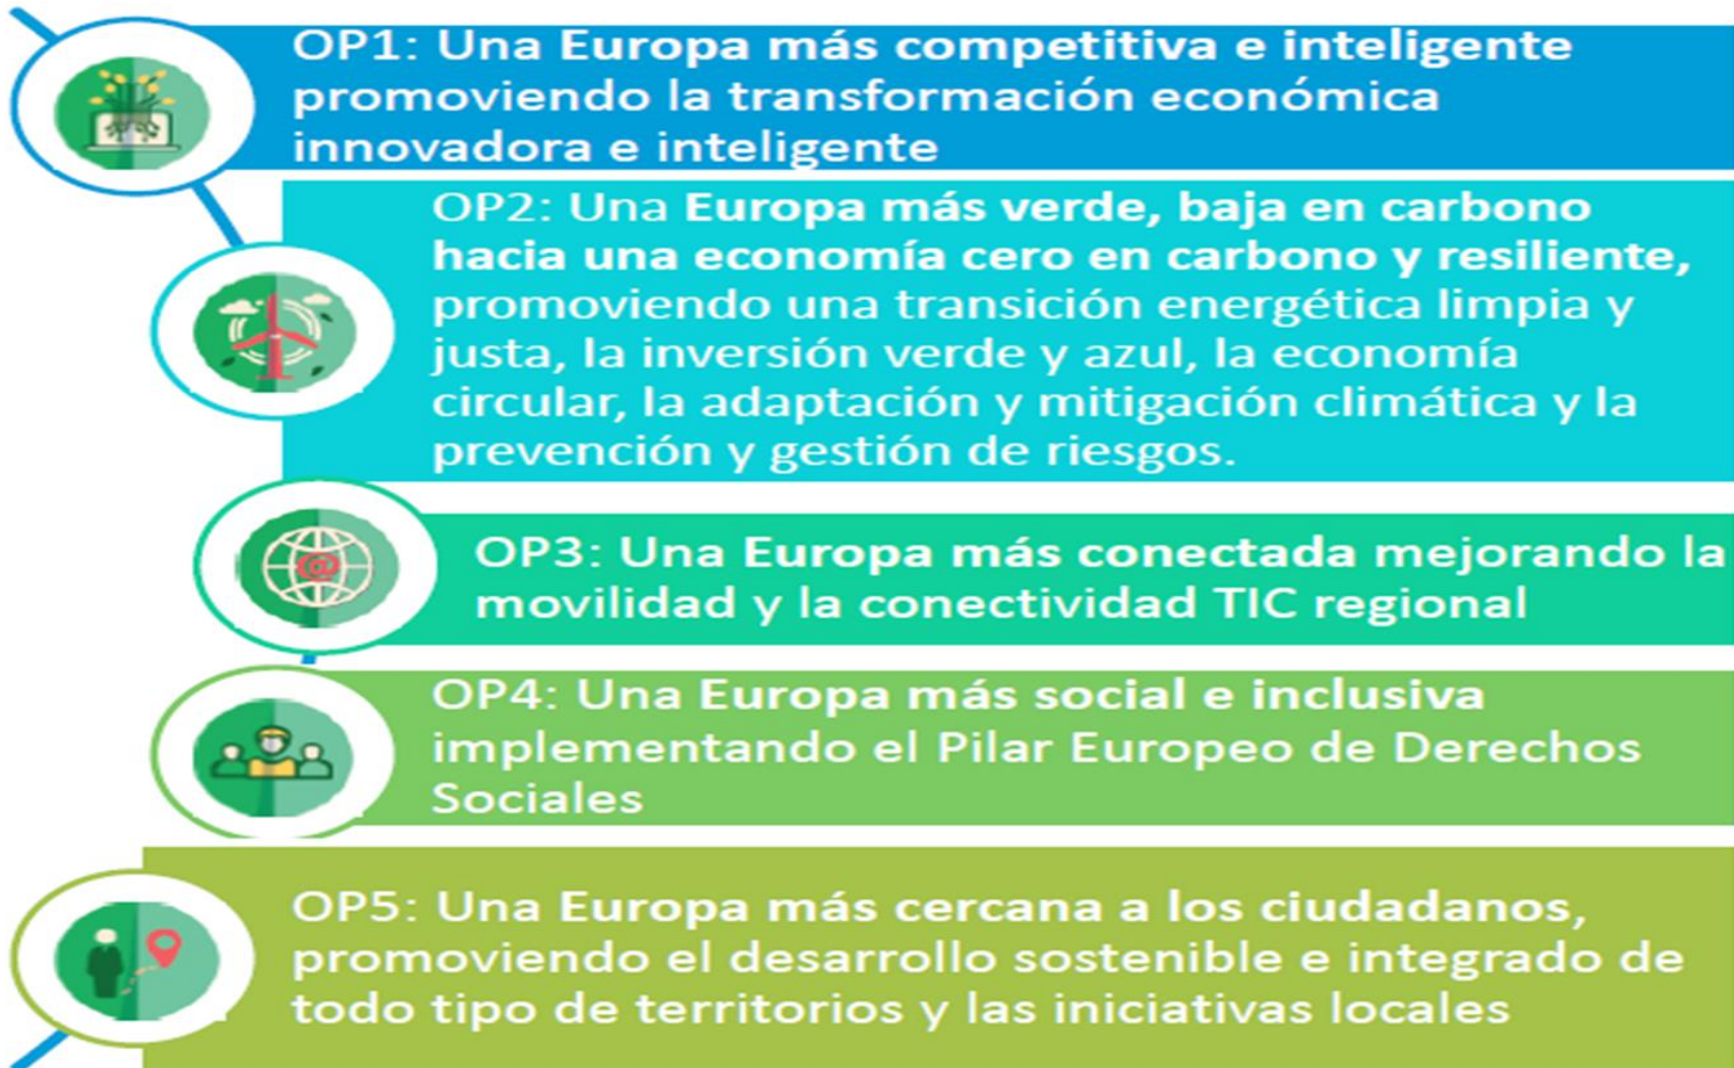 OP1: Una Europa más competitiva e inteligente
promoviendo la transformación económica
innovadora e inteligente
OP2: Una Europa más verde, baja en carbono
hacia una economía cero en carbono y resiliente,
promoviendo una transición energética limpia y
justa, la inversión verde y azul, la economía
circular, la adaptación y mitigación climática y la
prevención y gestión de riesgos.
@
OP3: Una Europa más conectada mejorando la
movilidad y la conectividad TIC regional
OP4: Una Europa más social e inclusiva
implementando el Pilar Europeo de Derechos
Sociales
OP5: Una Europa más cercana a los ciudadanos,
promoviendo el desarrollo sostenible e integrado de
todo tipo de territorios y las iniciativas locales